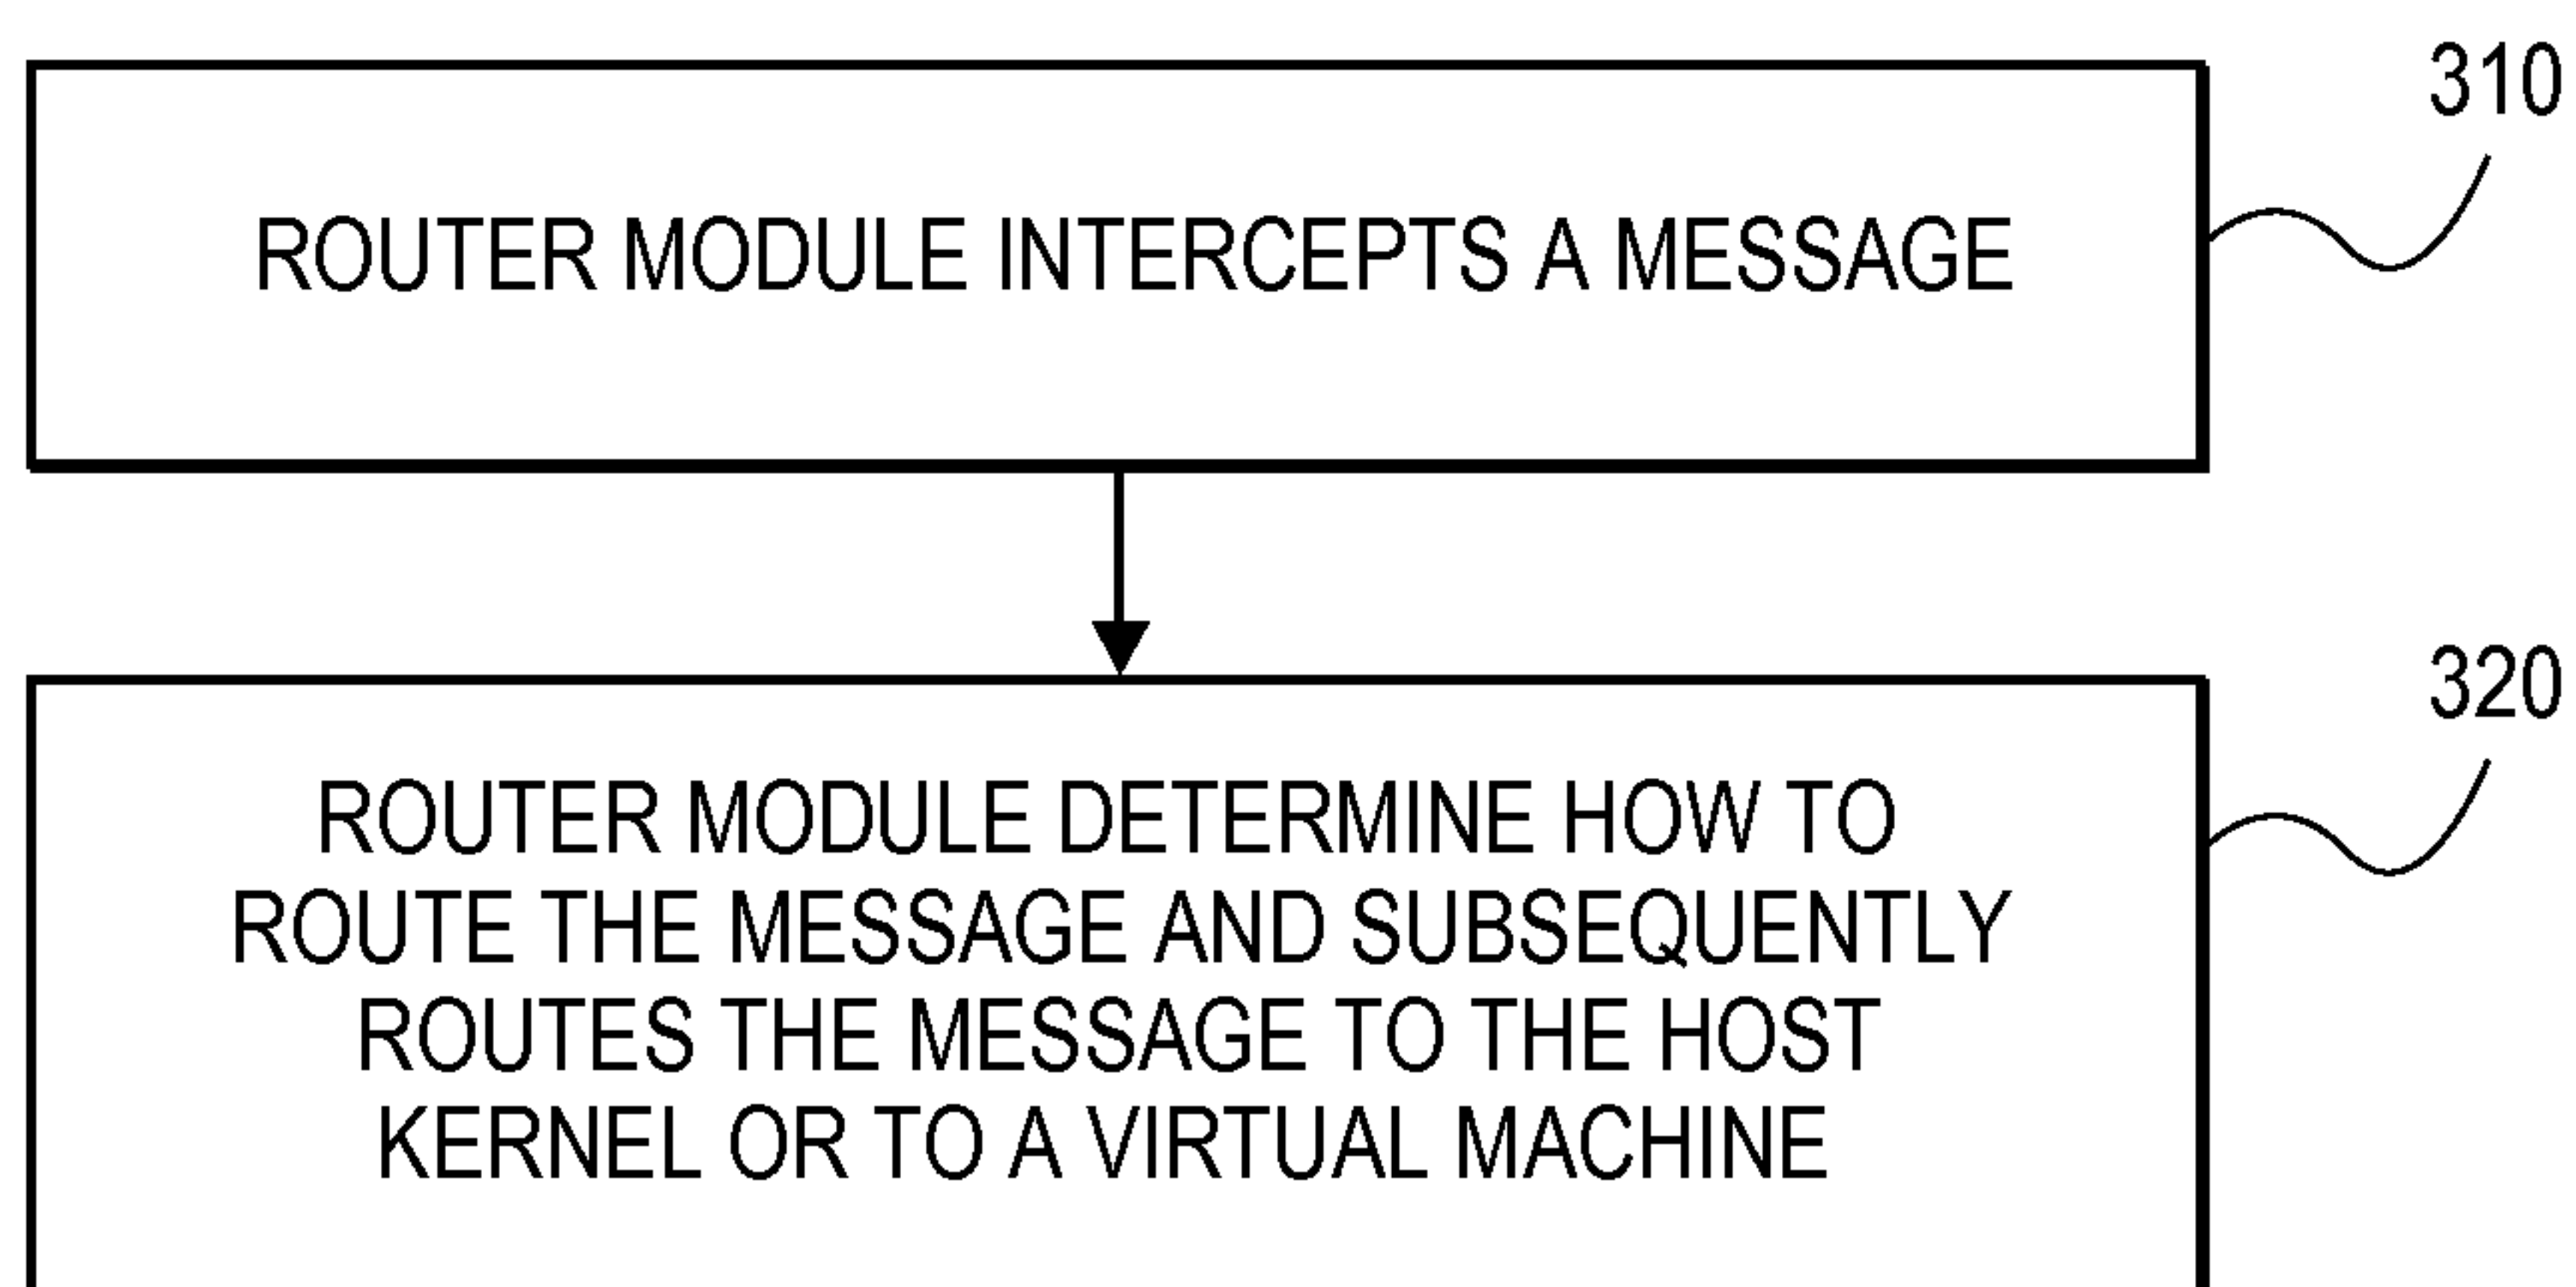 310
ROUTER MODULE INTERCEPTS A MESSAGE
320
ROUTER MODULE DETERMINE HOW TO
ROUTE THE MESSAGE AND SUBSEQUENTLY
ROUTES THE MESSAGE TO THE HOST
KERNEL OR TO A VIRTUAL MACHINE